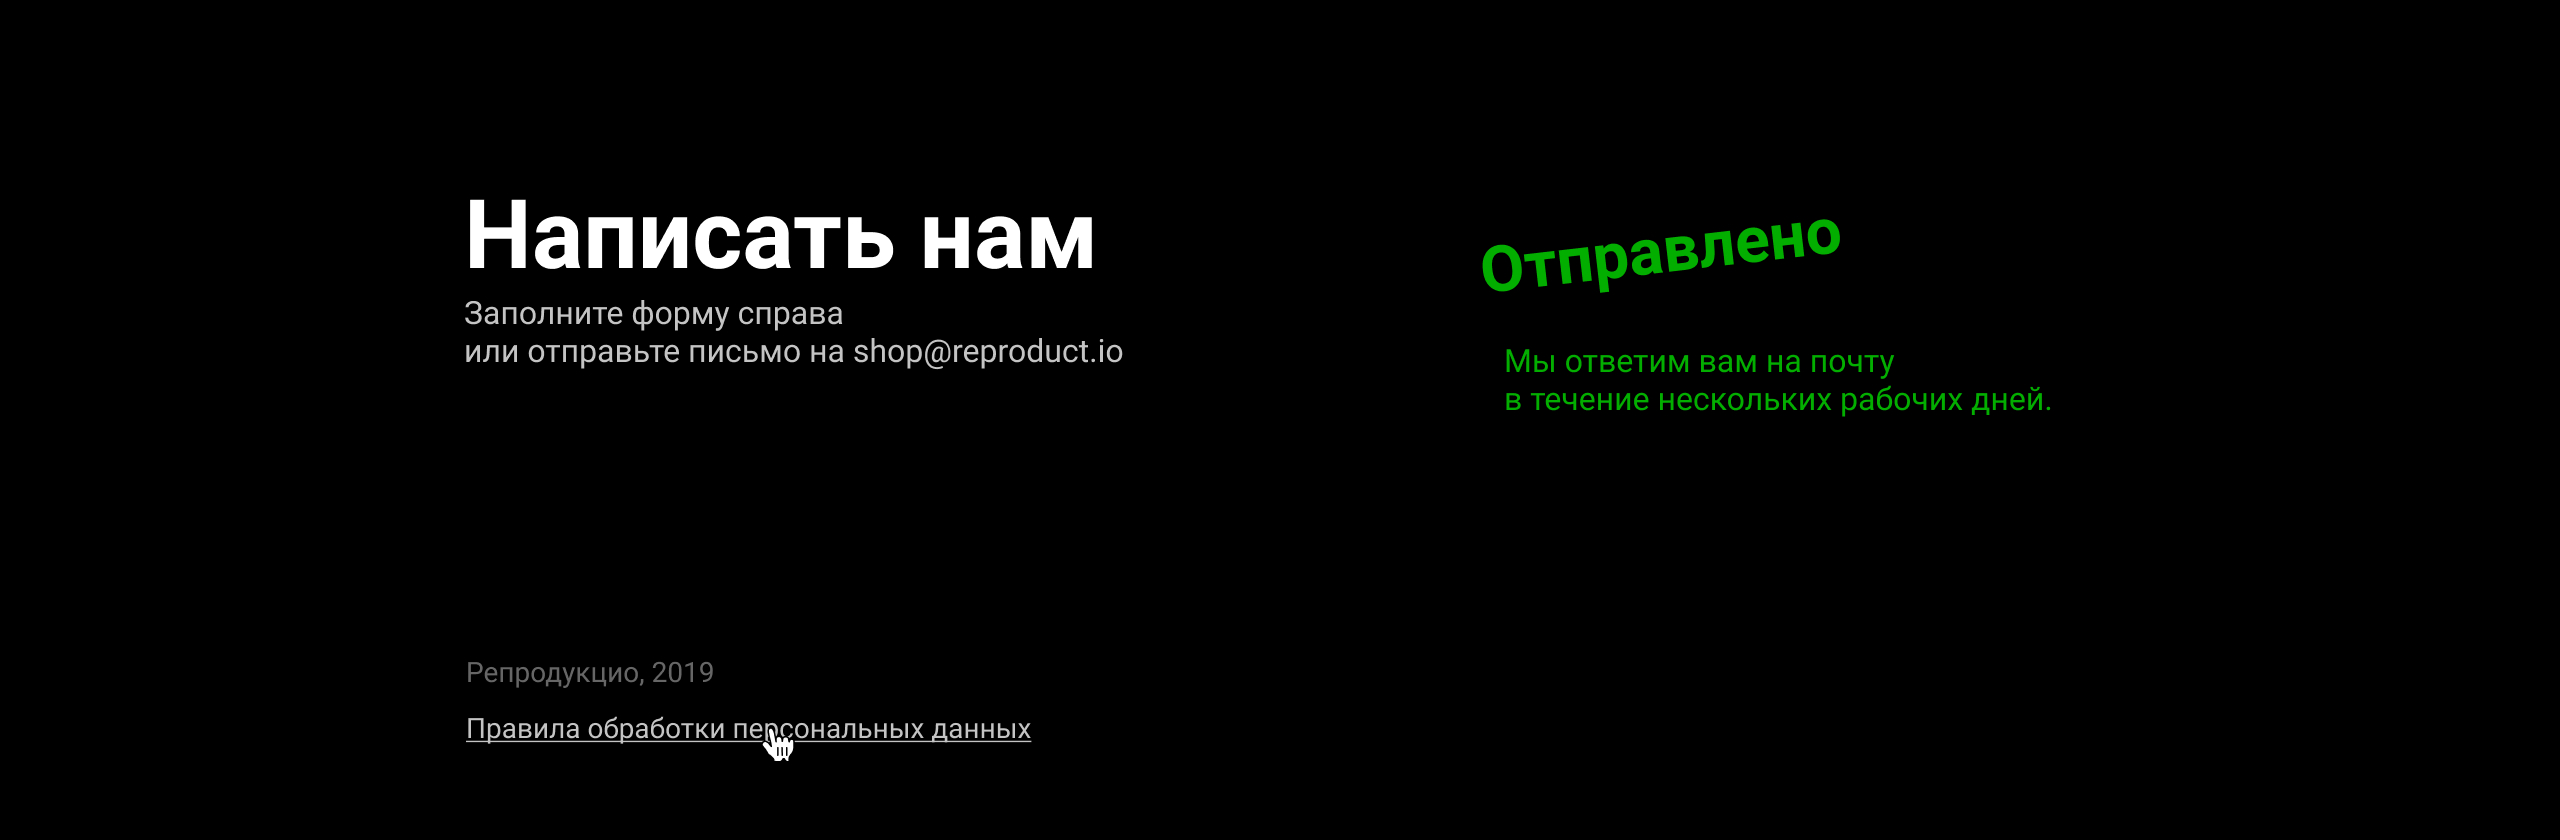 Написать нам
Заполните форму справа
или отправьте письмо на shop@reproduct.io
Отправлено
Мы ответим вам на почту
в течение нескольких рабочих дней.
Репродукцио, 2019
Правила обработки персональных данных